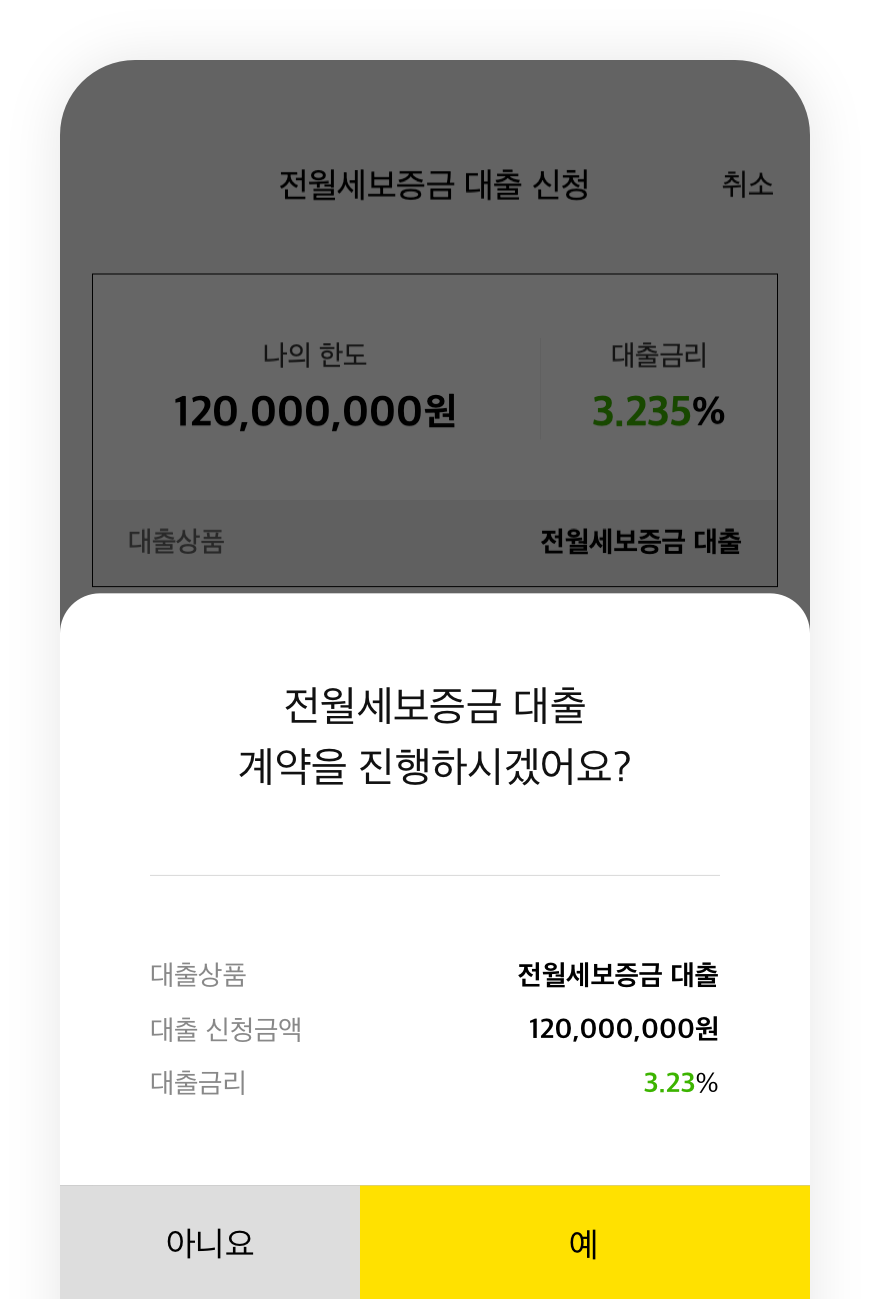 전월세보증금 대출 신청 취소
나의 한도 대출금리
120,000,000원 3.235%
대출상품 전월세보증금 대출
전월세보증금 대출
계약을 진행하시겠어요?
대출상품 전월세보증금 대출
대출 신청금액 120,000,000원
대출금리 3.23%
아니요 예